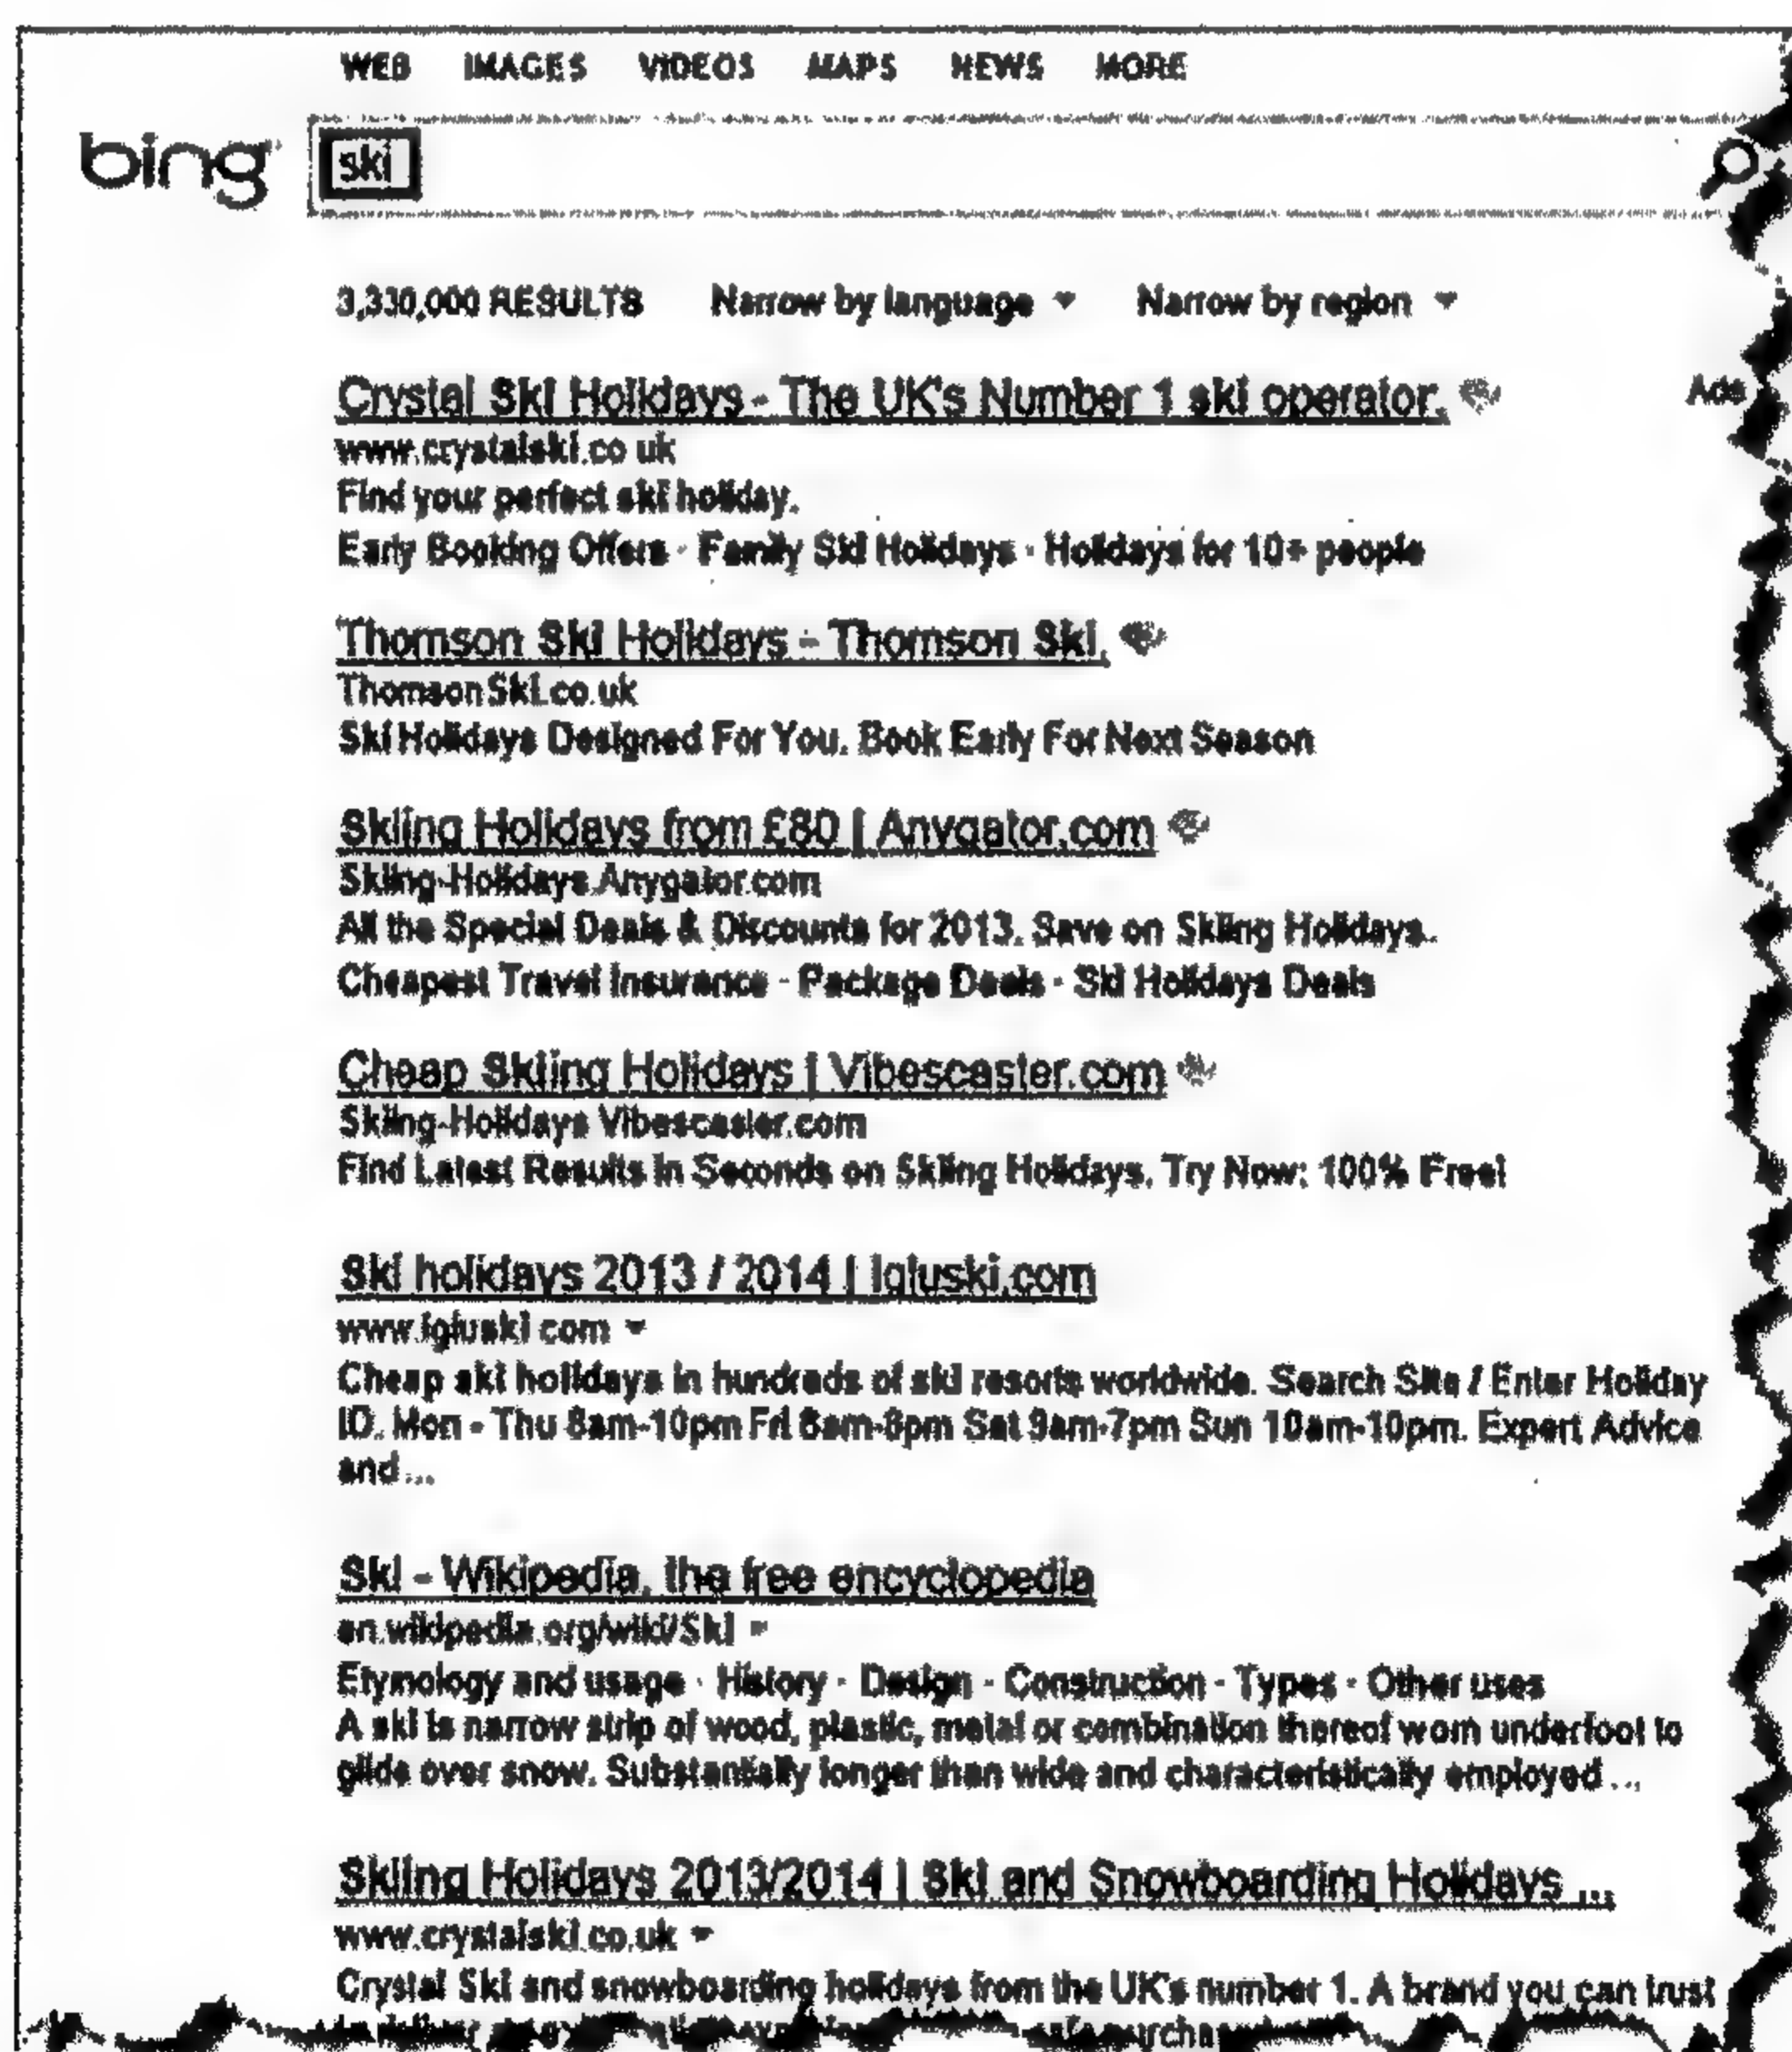 WEB IMAGES VIDEOS MAPS NEWS MORE
bing
ski
3,330,000 RESULTS Narrow by language Narrow by region
Crystal Ski Holidays - The UK's Number 1 ski operator.
Ads
www.crystalski.co.uk
Find your perfect ski holiday.
Early Booking Offers · Family Ski Holidays · Holidays for 10+ people
Thomson Ski Holidays - Thomson Ski.
ThomsonSki.co.uk
Ski Holidays Designed For You. Book Early For Next Season
Skiing Holidays from £80 | Anygator.com
Skiing-Holidays.Anygator.com
All the Special Deals & Discounts for 2013. Save on Skiing Holidays.
Cheapest Travel Insurance · Package Deals · Ski Holidays Deals
Cheap Skiing Holidays | Vibescaster.com
Skiing-Holidays.Vibescaster.com
Find Latest Results in Seconds on Skiing Holidays. Try Now: 100% Free!
Ski holidays 2013 / 2014 | Igluski.com
www.igluski.com
Cheap ski holidays in hundreds of ski resorts worldwide. Search Site / Enter Holiday
ID. Mon - Thu 8am-10pm Fri 8am-8pm Sat 9am-7pm Sun 10am-10pm. Expert Advice
and ...
Ski - Wikipedia, the free encyclopedia
en.wikipedia.org/wiki/Ski
Etymology and usage · History · Design · Construction · Types · Other uses
A ski is narrow strip of wood, plastic, metal or combination thereof worn underfoot to
glide over snow. Substantially longer than wide and characteristically employed ...
Skiing Holidays 2013/2014 | Ski and Snowboarding Holidays ...
www.crystalski.co.uk
Crystal Ski and snowboarding holidays from the UK's number 1. A brand you can trust